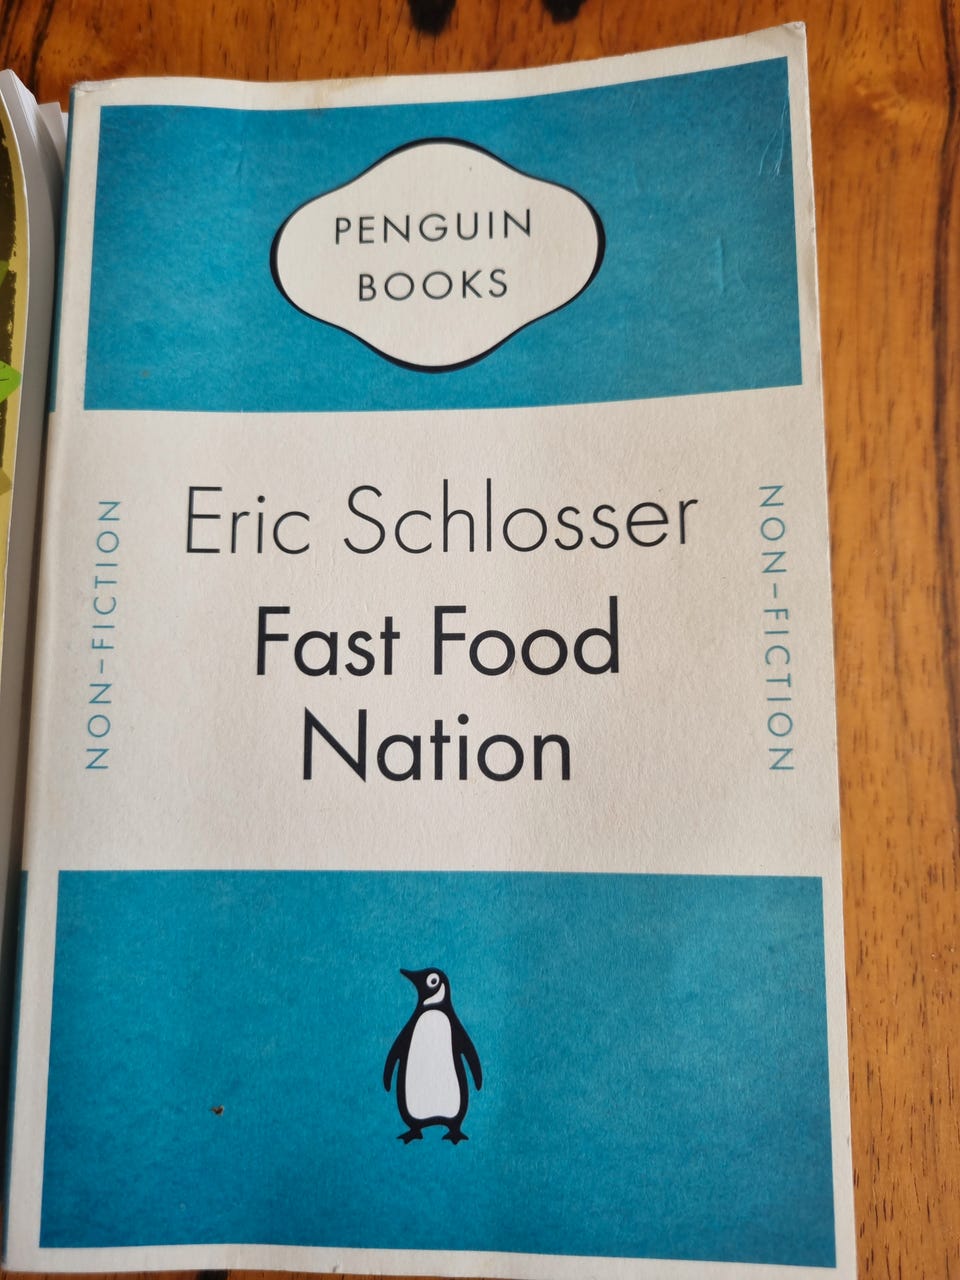 PENGUIN
BOOKS
Eric Schlosser
Fast Food
Nation
NON-FICTION
NON-FICTION